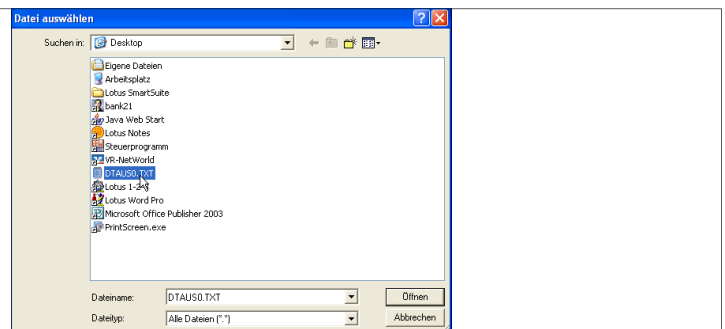 Datei auswählen
Suchen in: Desktop
Eigene Dateien
Arbeitsplatz
Lotus SmartSuite
bank21
Java Web Start
Lotus Notes
Steuerprogramm
VR-NetWorld
DTAUS0.TXT
Lotus 1-2-3
Lotus Word Pro
Microsoft Office Publisher 2003
PrintScreen.exe
Dateiname: DTAUS0.TXT Öffnen
Dateityp: Alle Dateien (*.*) Abbrechen